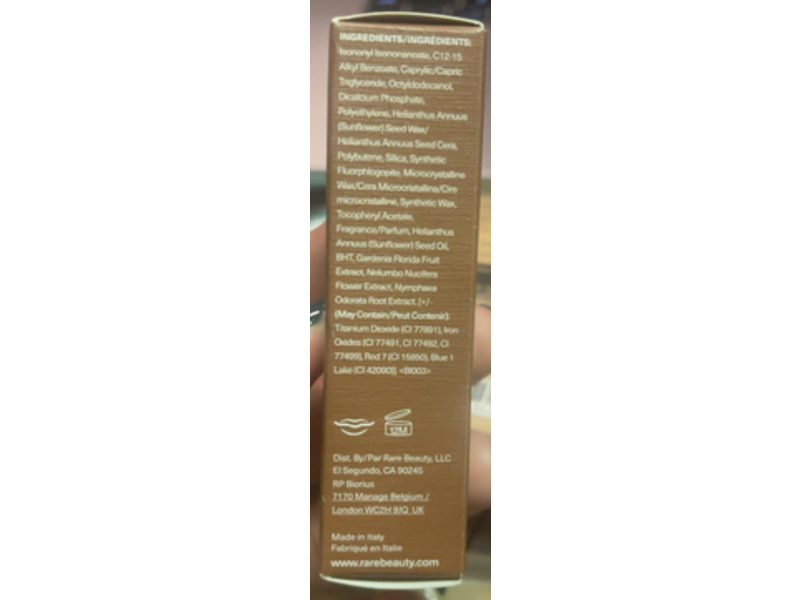 INGREDIENTS/INGRÉDIENTS:
Isononyl Isononanoate, C12-15
Alkyl Benzoate, Caprylic/Capric
Triglyceride, Octyldodecanol,
Dicalcium Phosphate,
Polyethylene, Helianthus Annuus
(Sunflower) Seed Wax/
Helianthus Annuus Seed Cera,
Polybutene, Silica, Synthetic
Fluorphlogopite, Microcrystalline
Wax/Cera Microcristallina/Cire
microcristalline, Synthetic Wax,
Tocopheryl Acetate,
Fragrance/Parfum, Helianthus
Annuus (Sunflower) Seed Oil,
BHT, Gardenia Florida Fruit
Extract, Nelumbo Nucifera
Flower Extract, Nymphaea
Odorata Root Extract. [+/-
(May Contain/Peut Contenir):
Titanium Dioxide (CI 77891), Iron
Oxides (CI 77491, CI 77492, CI
77499), Red 7 (CI 15850), Blue 1
Lake (CI 42090)]. <BI003>
12M
Dist. By/Par Rare Beauty, LLC
El Segundo, CA 90245
RP Biorius
7170 Manage Belgium /
London WC2H 9JQ UK
Made in Italy
Fabriqué en Italie
www.rarebeauty.com